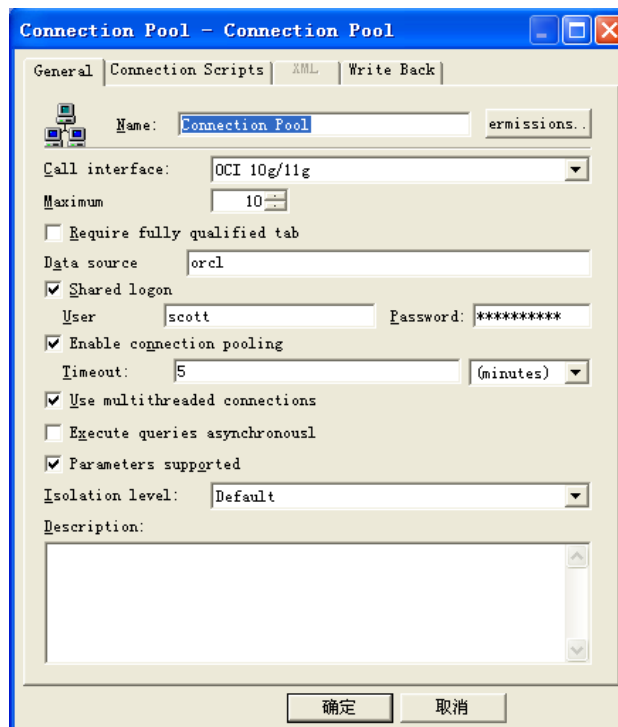 Connection Pool - Connection Pool
General Connection Scripts XML Write Back
Name: Connection Pool ermissions..
Call interface: OCI 10g/11g
Maximum 10
Require fully qualified tab
Data source orcl
Shared logon
User scott Password: **********
Enable connection pooling
Timeout: 5 (minutes)
Use multithreaded connections
Execute queries asynchronousl
Parameters supported
Isolation level: Default
Description:
确定 取消